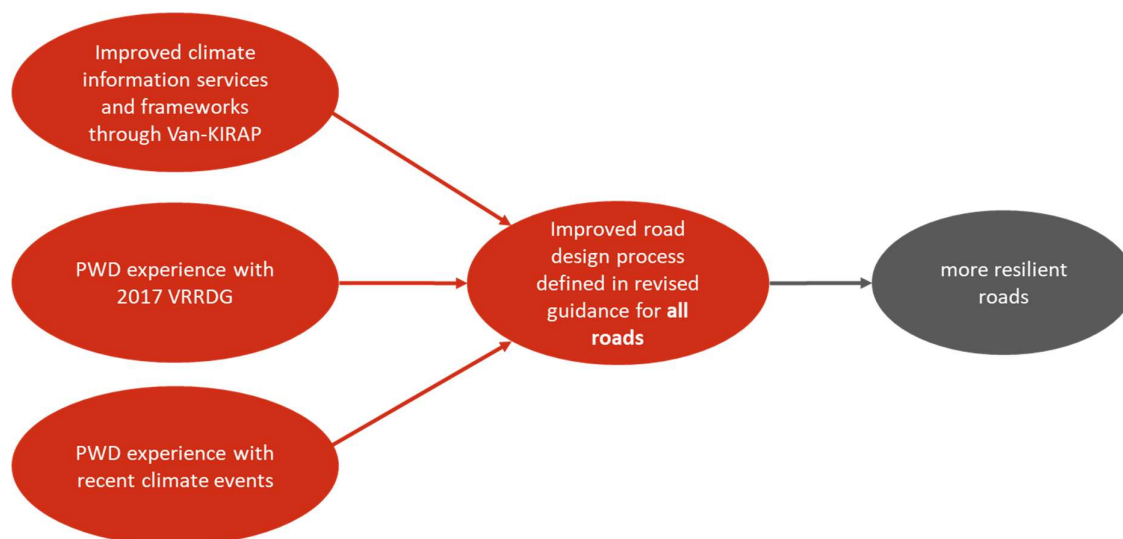 Improved climate
information services
and frameworks
through Van-KIRAP
PWD experience with
2017 VRRDG
PWD experience with
recent climate events
Improved road
design process
defined in revised
guidance for all
roads
more resilient
roads